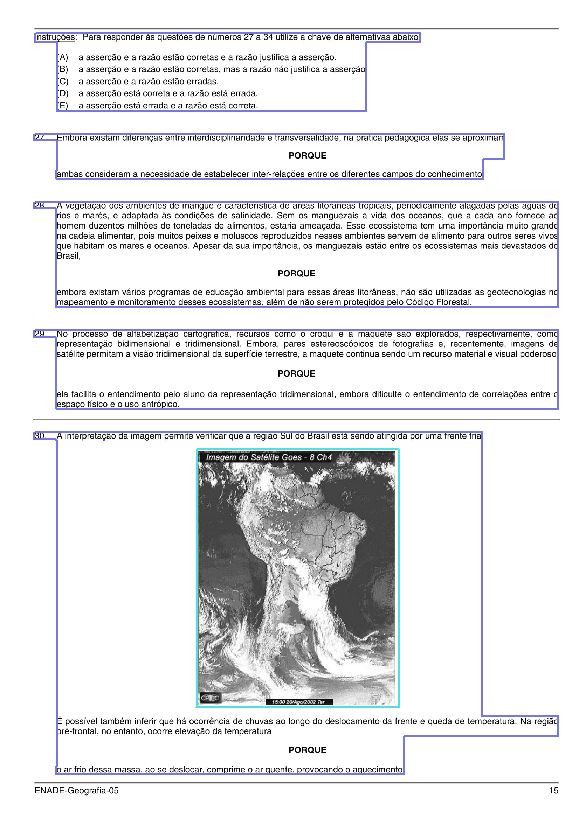 Instruções: Para responder às questões de números 27 a 34 utilize a chave de alternativas abaixo.
(A) a asserção e a razão estão corretas e a razão justifica a asserção.
(B) a asserção e a razão estão corretas, mas a razão não justifica a asserção
(C) a asserção e a razão estão erradas.
(D) a asserção está correta e a razão está errada.
(E) a asserção está errada e a razão está correta.
27. Embora existam diferenças entre interdisciplinaridade e transversalidade, na prática pedagógica elas se aproximam
PORQUE
ambas consideram a necessidade de estabelecer inter-relações entre os diferentes campos do conhecimento.
28. A vegetação dos ambientes de mangue é característica de áreas litorâneas tropicais, periodicamente alagadas pelas águas de
rios e marés, e adaptada às condições de salinidade. Sem os manguezais a vida dos oceanos, que a cada ano fornece ao
homem duzentos milhões de toneladas de alimentos, estaria ameaçada. Esse ecossistema tem uma importância muito grande
na cadeia alimentar, pois muitos peixes e moluscos reproduzidos nesses ambientes servem de alimento para outros seres vivos
que habitam os mares e oceanos. Apesar da sua importância, os manguezais estão entre os ecossistemas mais devastados do
Brasil,
PORQUE
embora existam vários programas de educação ambiental para essas áreas litorâneas, não são utilizadas as geotecnologias no
mapeamento e monitoramento desses ecossistemas, além de não serem protegidos pelo Código Florestal.
29. No processo de alfabetização cartográfica, recursos como o croqui e a maquete são explorados, respectivamente, como
representação bidimensional e tridimensional. Embora, pares estereoscópicos de fotografias e, recentemente, imagens de
satélite permitam a visão tridimensional da superfície terrestre, a maquete continua sendo um recurso material e visual poderoso
PORQUE
ela facilita o entendimento pelo aluno da representação tridimensional, embora dificulte o entendimento de correlações entre o
espaço físico e o uso antrópico.
30. A interpretação da imagem permite verificar que a região Sul do Brasil está sendo atingida por uma frente fria
Imagem do Satélite Goes - 8 Ch4
15:00 20/Ago/2002 Ter
É possível também inferir que há ocorrência de chuvas ao longo do deslocamento da frente e queda de temperatura. Na região
pré-frontal, no entanto, ocorre elevação da temperatura
PORQUE
o ar frio dessa massa, ao se deslocar, comprime o ar quente, provocando o aquecimento.
ENADE-Geografia-05 15